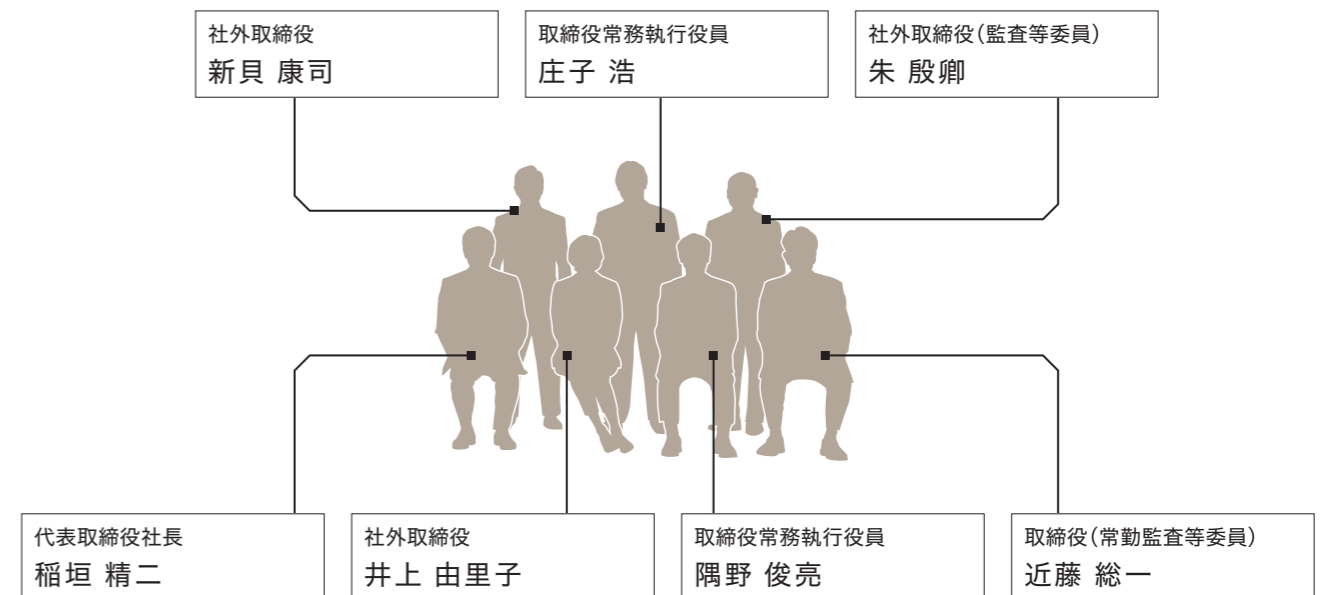 社外取締役
新貝 康司
取締役常務執行役員
庄子 浩
社外取締役(監査等委員)
朱 殷卿
代表取締役社長
稲垣 精二
社外取締役
井上 由里子
取締役常務執行役員
隅野 俊亮
取締役(常勤監査等委員)
近藤 総一